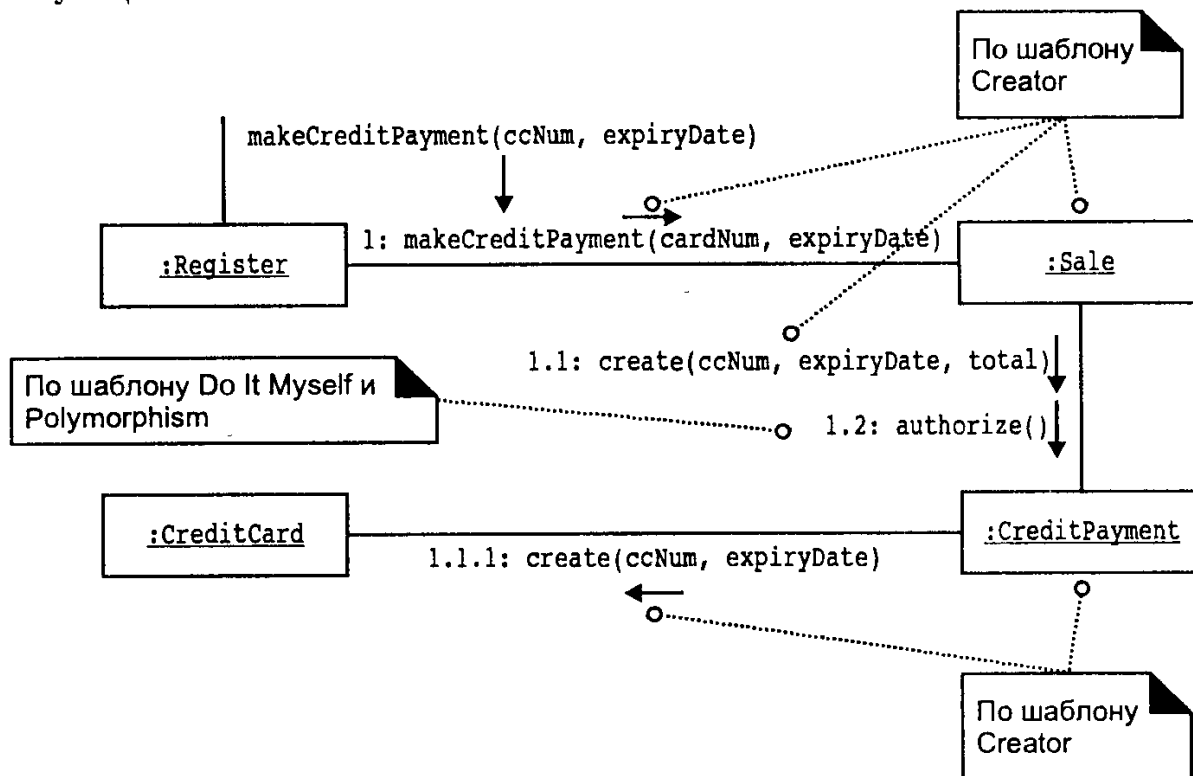 По шаблону
Creator
makeCreditPayment(ccNum, expiryDate)
1: makeCreditPayment(cardNum, expiryDate)
:Register
:Sale
1.1: create(ccNum, expiryDate, total)
По шаблону Do It Myself и
Polymorphism
1.2: authorize()
:CreditCard
:CreditPayment
1.1.1: create(ccNum, expiryDate)
По шаблону
Creator